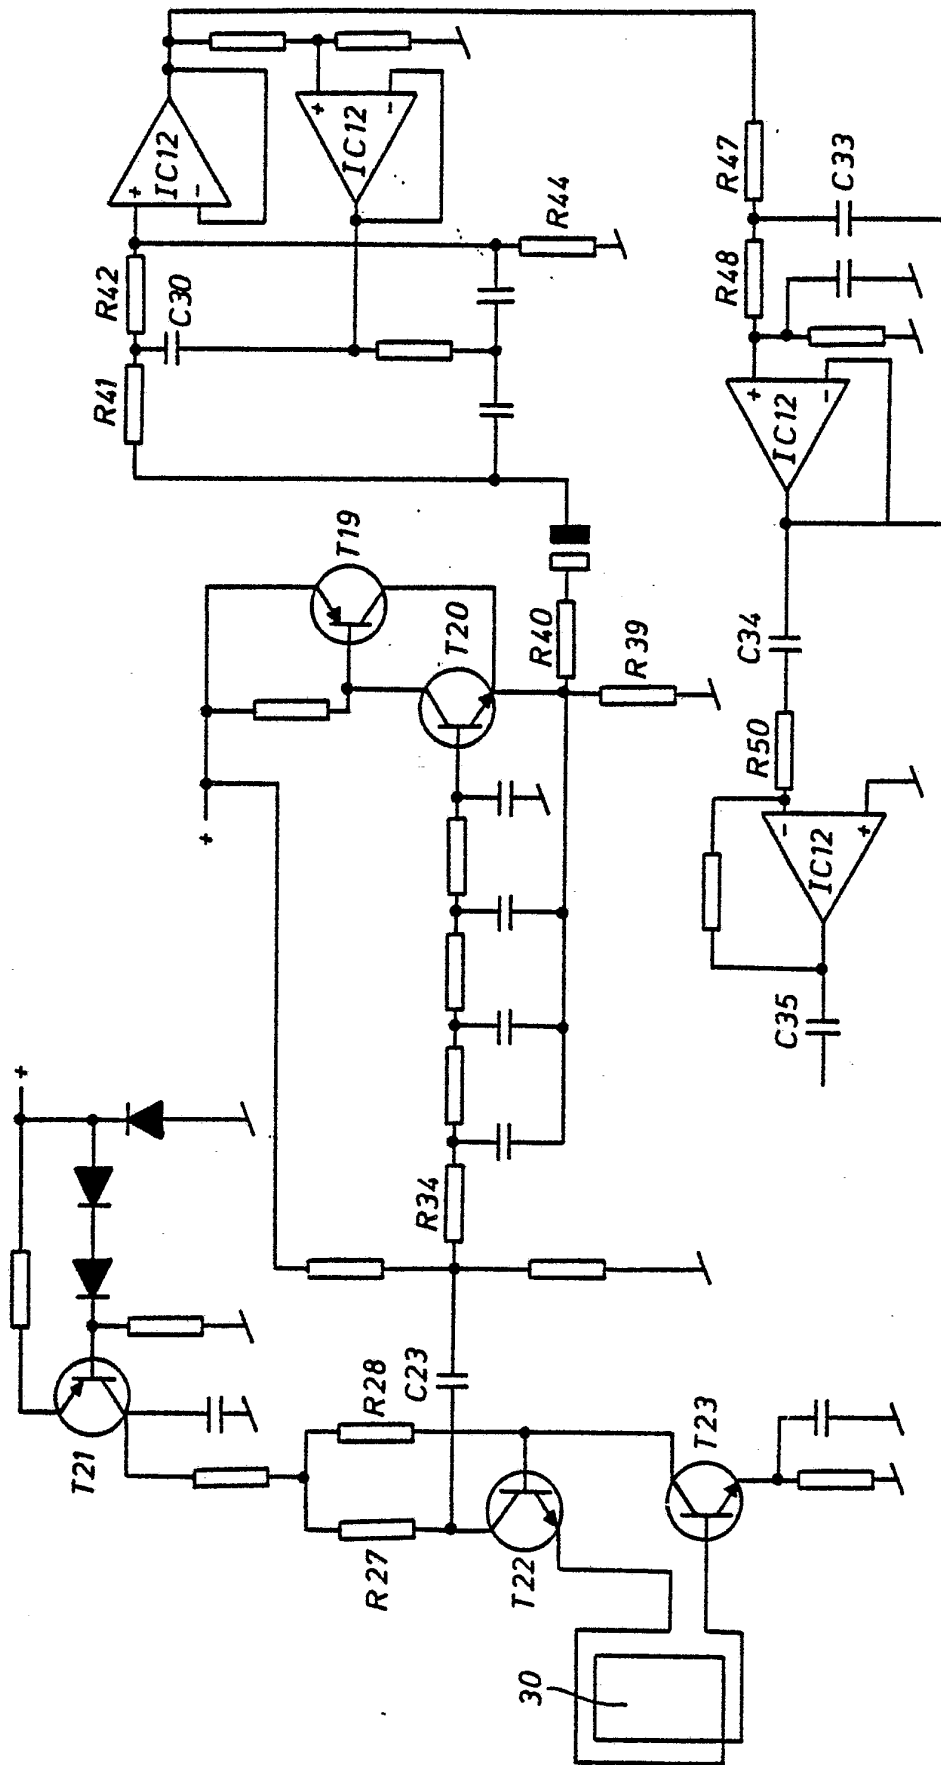 T21
+
R27
R28
C23
T22
T23
30
R34
+
T19
T20
R40
R39
R41
R42
C30
+
-
IC12
+
-
IC12
R44
R47
R48
C33
+
-
IC12
C34
R50
-
+
IC12
C35